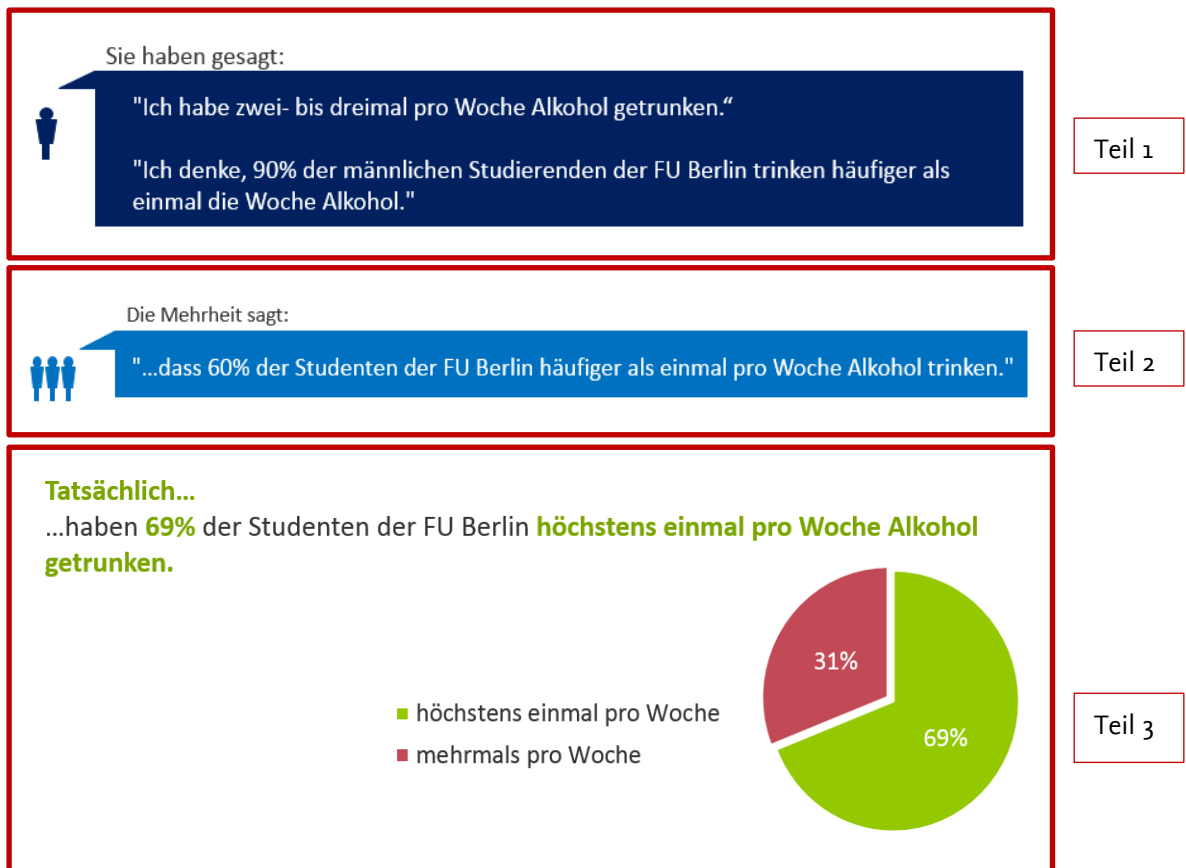 Sie haben gesagt:
"Ich habe zwei- bis dreimal pro Woche Alkohol getrunken.“
"Ich denke, 90% der männlichen Studierenden der FU Berlin trinken häufiger als
einmal die Woche Alkohol."
Teil 1
Die Mehrheit sagt:
"...dass 60% der Studenten der FU Berlin häufiger als einmal pro Woche Alkohol trinken."
Teil 2
Tatsächlich...
...haben 69% der Studenten der FU Berlin höchstens einmal pro Woche Alkohol
getrunken.
31%
69%
höchstens einmal pro Woche
mehrmals pro Woche
Teil 3